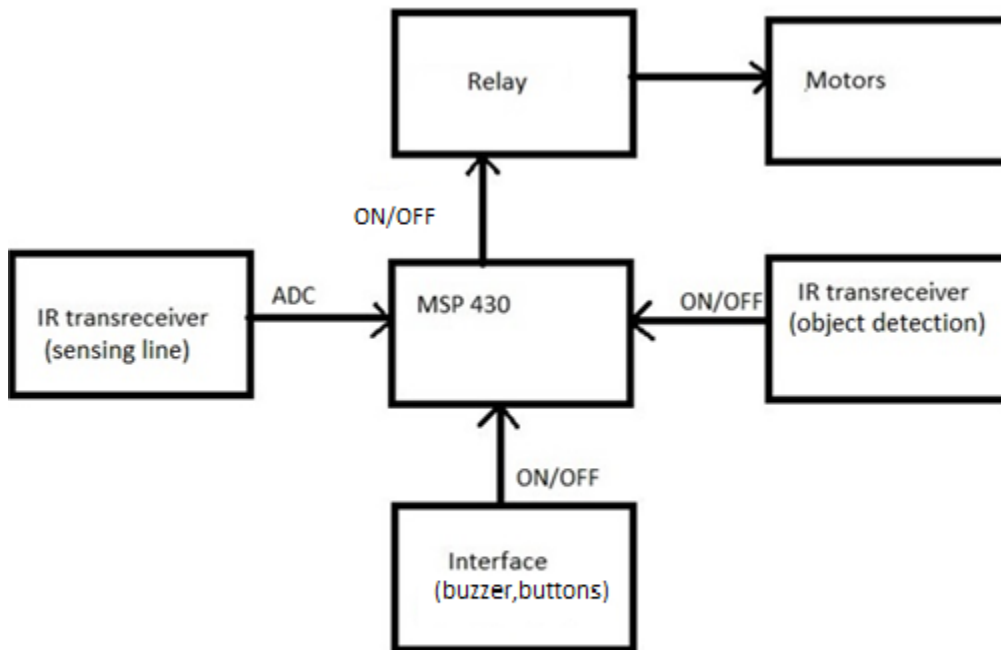 Relay
Motors
ON/OFF
IR transreceiver
(sensing line)
ADC
MSP 430
ON/OFF
IR transreceiver
(object detection)
ON/OFF
Interface
(buzzer,buttons)